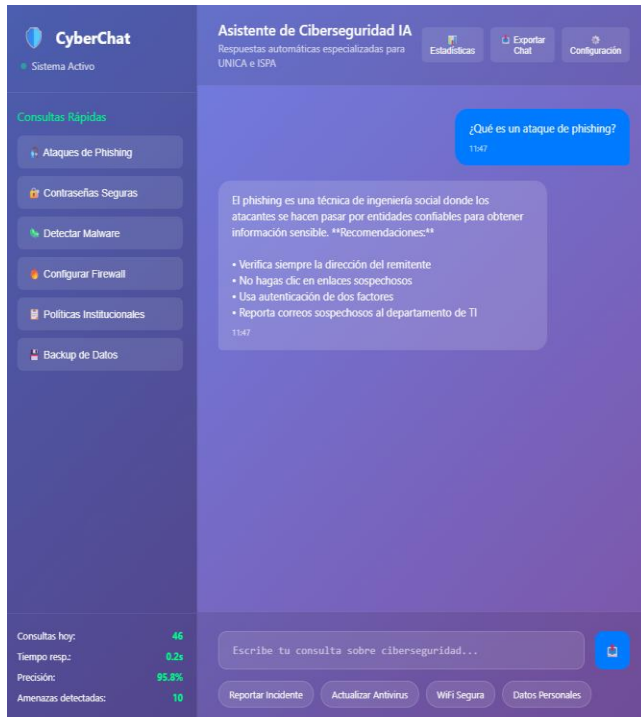 CyberChat
Sistema Activo
Consultas Rápidas
Ataques de Phishing
Contraseñas Seguras
Detectar Malware
Configurar Firewall
Políticas Institucionales
Backup de Datos
Consultas hoy: 46
Tiempo resp.: 0.2s
Precisión: 95.8%
Amenazas detectadas: 10
Asistente de Ciberseguridad IA
Respuestas automáticas especializadas para
UNICA e ISPA
Estadísticas
Exportar
Chat
Configuración
¿Qué es un ataque de phishing?
11:47
El phishing es una técnica de ingeniería social donde los
atacantes se hacen pasar por entidades confiables para obtener
información sensible. **Recomendaciones:**
• Verifica siempre la dirección del remitente
• No hagas clic en enlaces sospechosos
• Usa autenticación de dos factores
• Reporta correos sospechosos al departamento de TI
11:47
Escribe tu consulta sobre ciberseguridad...
Reportar Incidente
Actualizar Antivirus
WiFi Segura
Datos Personales